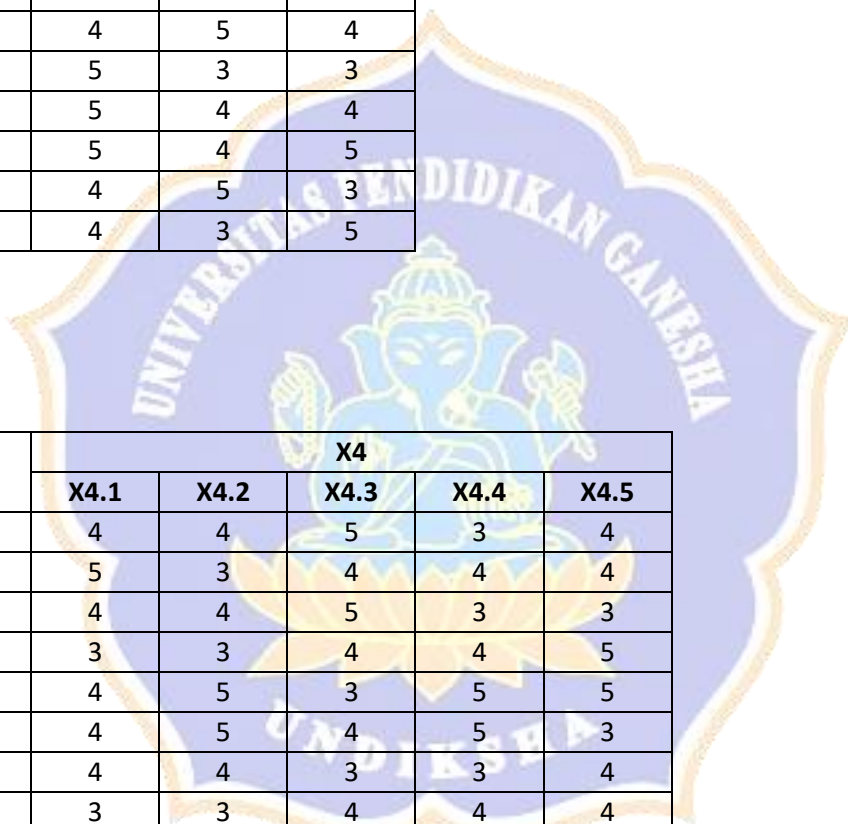 4 5 4
5 3 3
5 4 4
5 4 5
4 5 3
4 3 5
UNIVERSITAS PENDIDIKAN GANESHA
X4
X4.1 X4.2 X4.3 X4.4 X4.5
4 4 5 3 4
5 3 4 4 4
4 4 5 3 3
3 3 4 4 5
4 5 3 5 5
4 5 4 5 3
4 4 3 3 4
3 3 4 4 4
UNDIKSHA